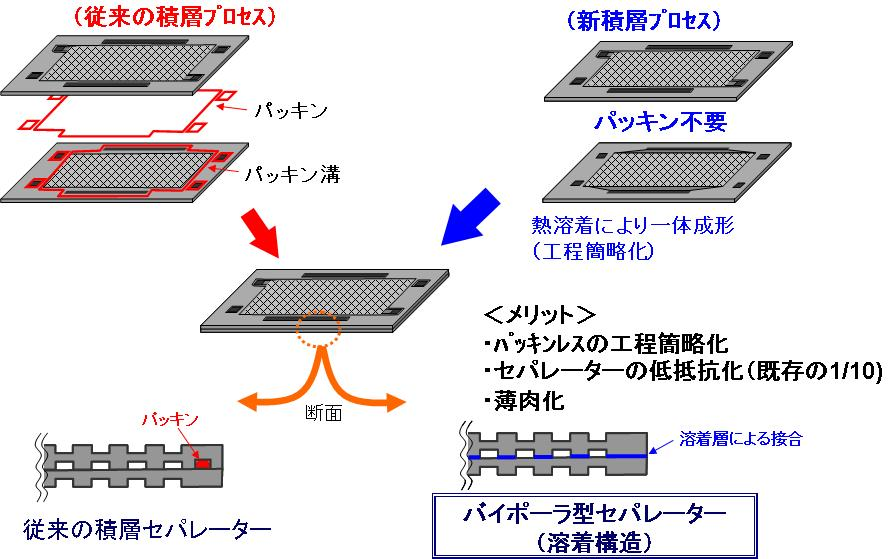 （従来の積層ﾌﾟﾛｾｽ）
（新積層ﾌﾟﾛｾｽ）
パッキン
パッキン不要
パッキン溝
熱溶着により一体成形
（工程簡略化）
＜メリット＞
・ﾊﾟｯｷﾝﾚｽの工程簡略化
・セパレーターの低抵抗化（既存の1/10)
・薄肉化
断面
パッキン
溶着層による接合
従来の積層セパレーター
バイポーラ型セパレーター
（溶着構造）